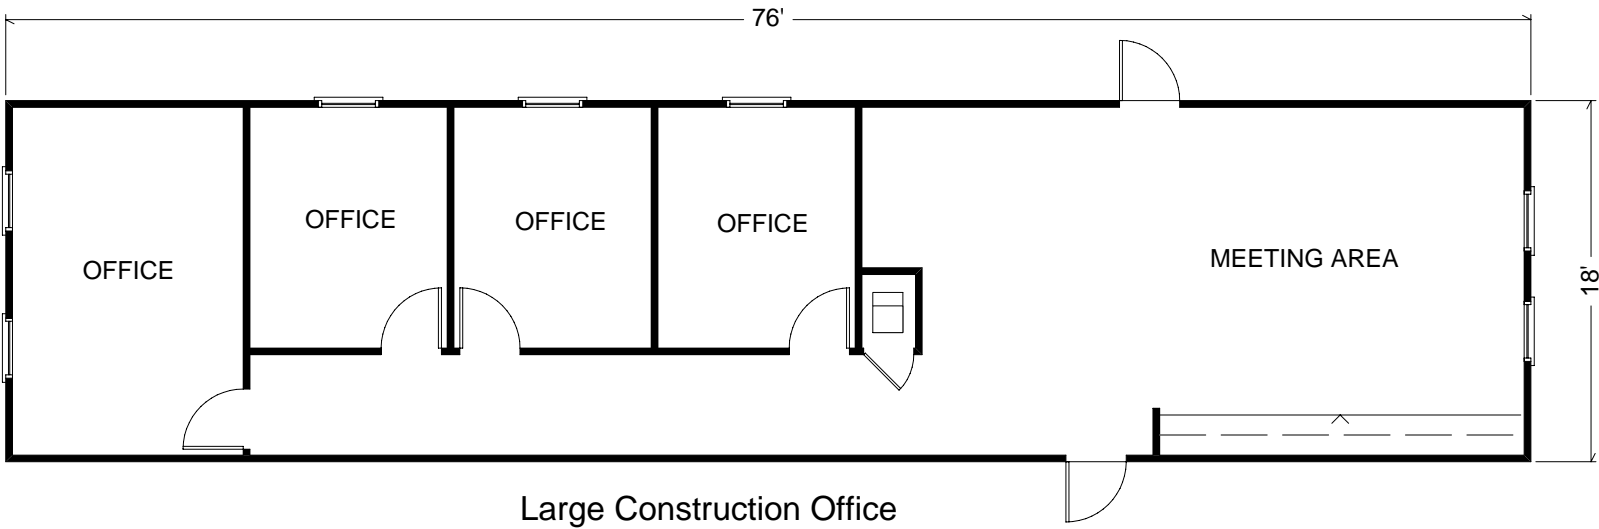 76'
OFFICE
OFFICE
OFFICE
OFFICE
MEETING AREA
18'
Large Construction Office